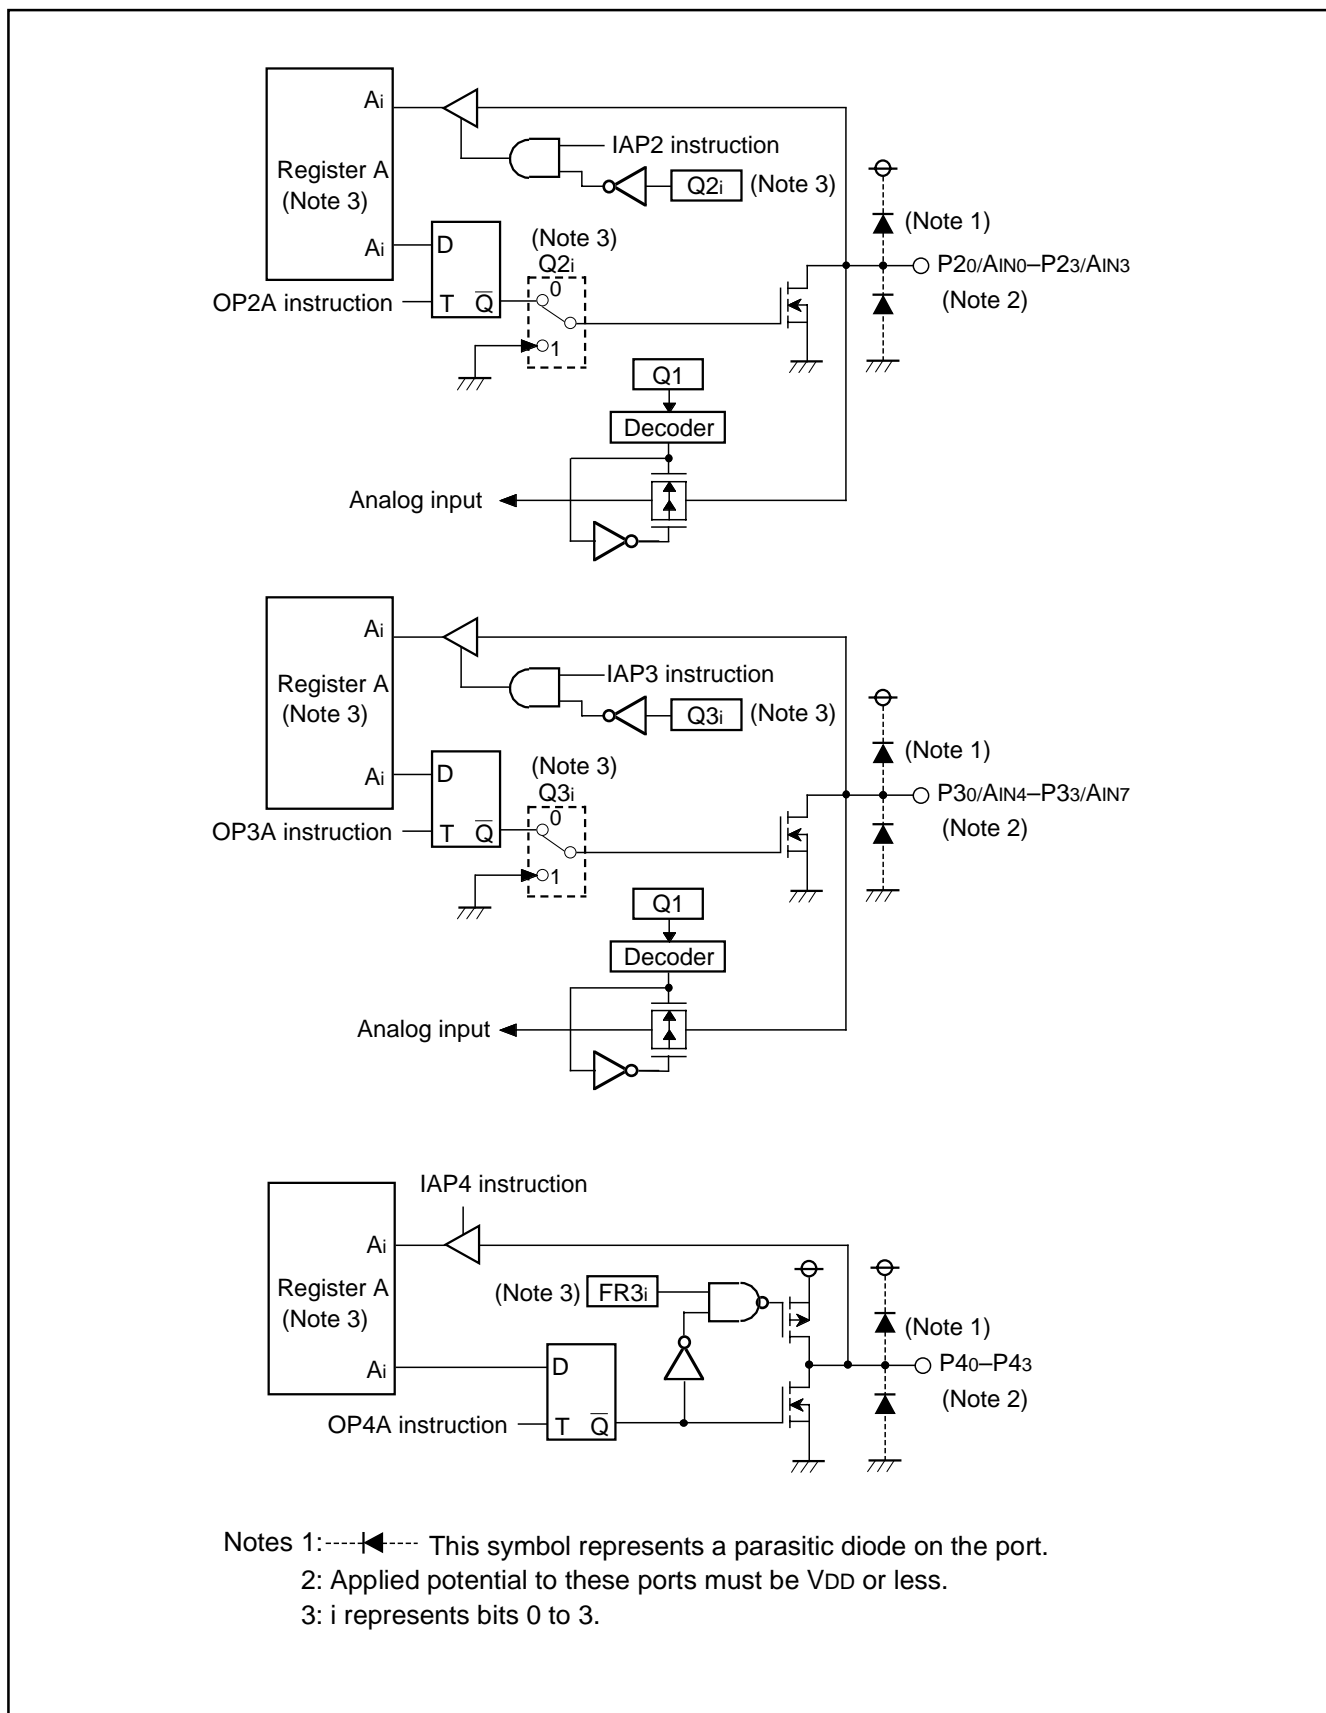 Ai
IAP2 instruction
Register A
(Note 3)
Q2i (Note 3)
(Note 1)
Ai
D
(Note 3)
Q2i
0
P20/AIN0–P23/AIN3
(Note 2)
OP2A instruction
T Q̅
1
Q1
Decoder
Analog input
Ai
IAP3 instruction
Register A
(Note 3)
Q3i (Note 3)
(Note 1)
Ai
D
(Note 3)
Q3i
0
P30/AIN4–P33/AIN7
(Note 2)
OP3A instruction
T Q̅
1
Q1
Decoder
Analog input
IAP4 instruction
Ai
Register A
(Note 3)
(Note 3) FR3i
(Note 1)
Ai
D
P40–P43
(Note 2)
OP4A instruction
T Q̅
Notes 1: This symbol represents a parasitic diode on the port.
2: Applied potential to these ports must be VDD or less.
3: i represents bits 0 to 3.